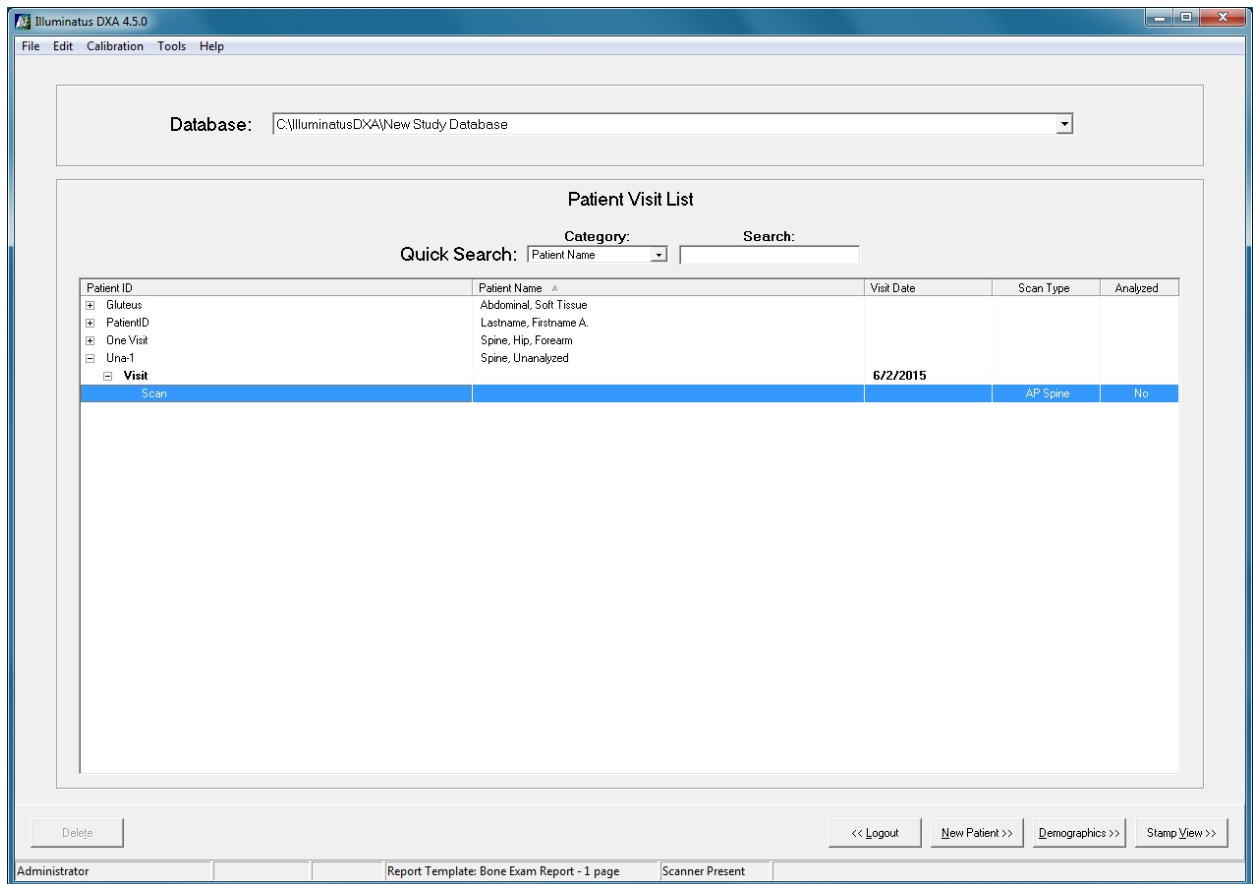 Illuminatus DXA 4.5.0
File Edit Calibration Tools Help
Database: C:\IlluminatusDXA\New Study Database
Patient Visit List
Category: Search:
Quick Search: Patient Name
Patient ID Patient Name Visit Date Scan Type Analyzed
Gluteus Abdominal, Soft Tissue
PatientID Lastname, Firstname A.
One Visit Spine, Hip, Forearm
Una-1 Spine, Unanalyzed
Visit 6/2/2015
Scan AP Spine No
Delete << Logout New Patient >> Demographics >> Stamp View >>
Administrator Report Template: Bone Exam Report - 1 page Scanner Present